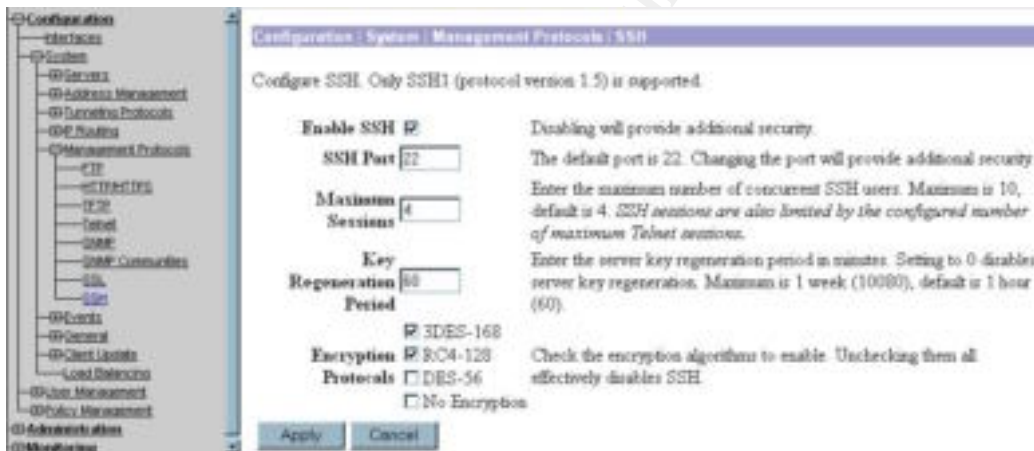 Configuration
Interfaces
System
Servers
Address Management
Tunneling Protocols
IP Routing
Management Protocols
FTP
HTTP/HTTPS
TFTP
Telnet
SNMP
SNMP Communities
SSL
SSH
Events
General
Client Update
Load Balancing
User Management
Policy Management
Administration
Monitoring
Configuration | System | Management Protocols | SSH
Configure SSH. Only SSH1 (protocol version 1.5) is supported.
Enable SSH Disabling will provide additional security.
SSH Port 22 The default port is 22. Changing the port will provide additional security.
Maximum Sessions 4 Enter the maximum number of concurrent SSH users. Maximum is 10,
default is 4. SSH sessions are also limited by the configured number
of maximum Telnet sessions.
Key Regeneration Period 60 Enter the server key regeneration period in minutes. Setting to 0 disables
server key regeneration. Maximum is 1 week (10080), default is 1 hour
(60).
Encryption Protocols 3DES-168
RC4-128 Check the encryption algorithms to enable. Unchecking them all
DES-56 effectively disables SSH.
No Encryption
Apply Cancel